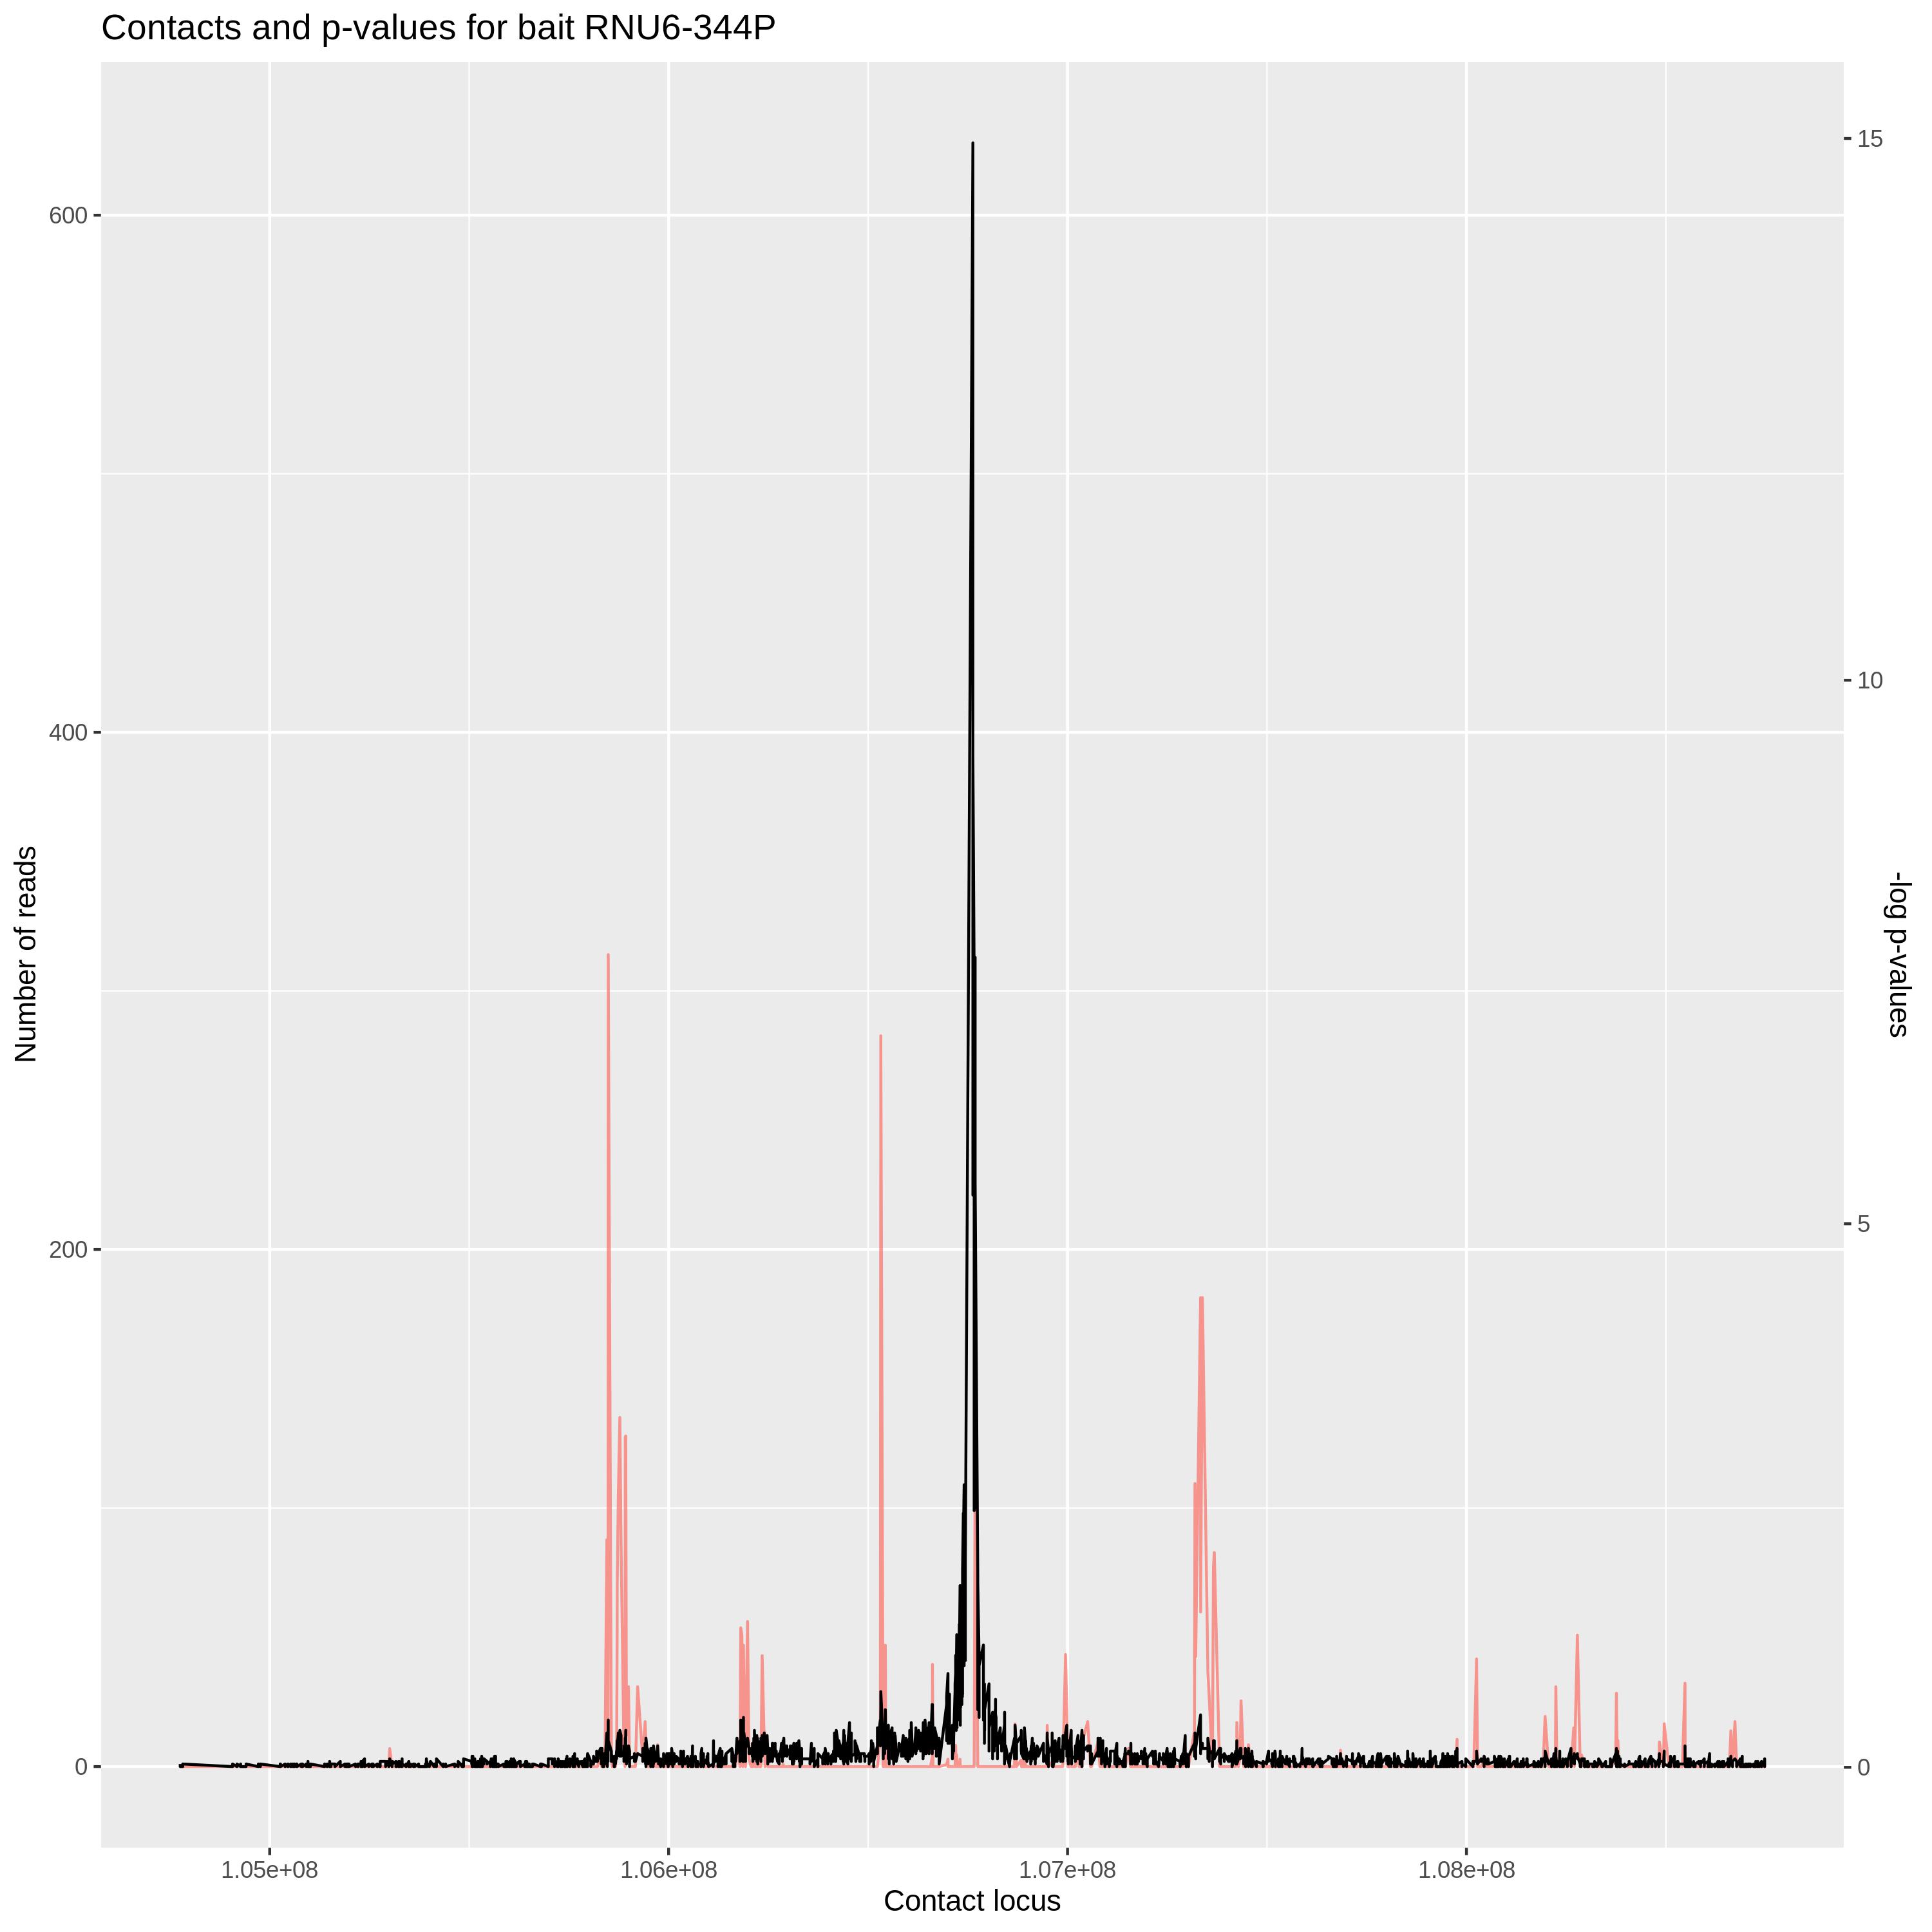 Contacts and p-values for bait RNU6-344P
15
600
10
400
Number of reads
-log p-values
5
200
0
0
1.05e+08
1.06e+08
1.07e+08
1.08e+08
Contact locus